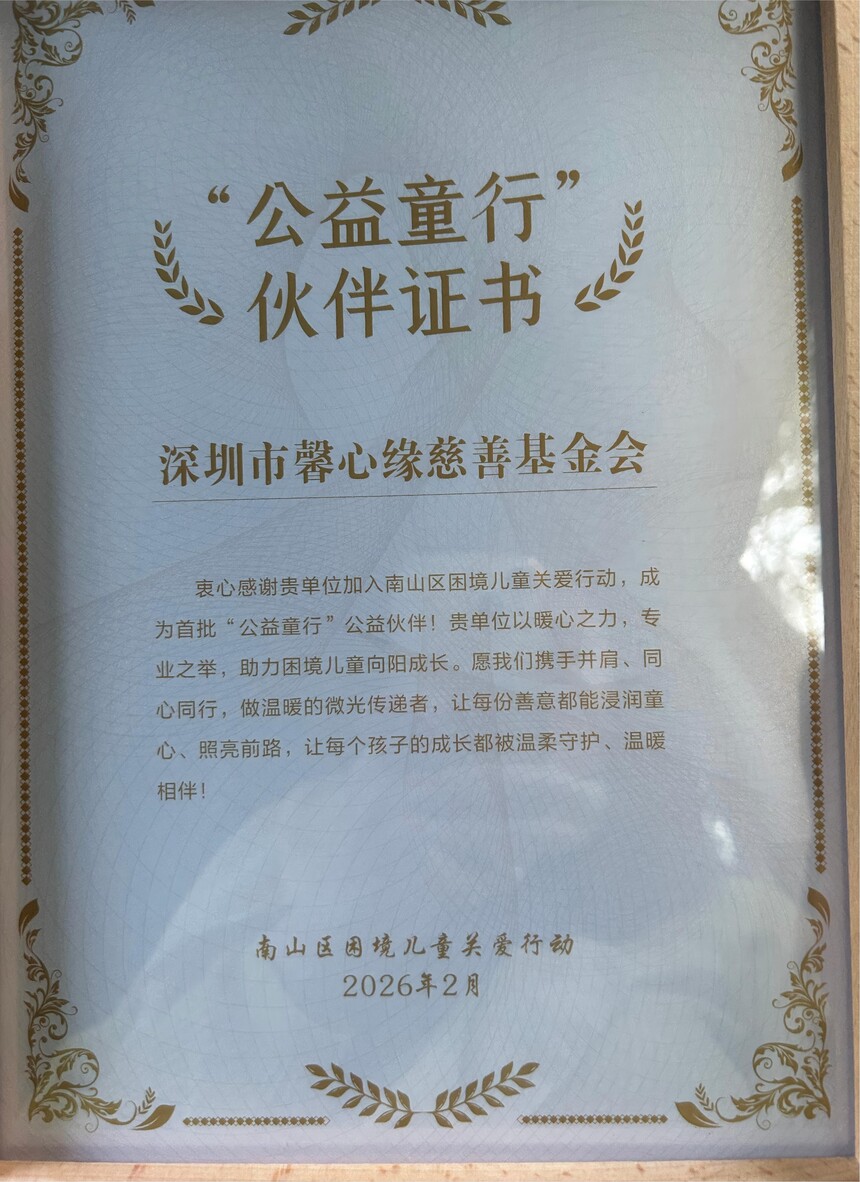 “公益童行”
伙伴证书
深圳市馨心缘慈善基金会
衷心感谢贵单位加入南山区困境儿童关爱行动，成
为首批“公益童行”公益伙伴！贵单位以暖心之力，专
业之举，助力困境儿童向阳成长。愿我们携手并肩、同
心同行，做温暖的微光传递者，让每份善意都能浸润童
心、照亮前路，让每个孩子的成长都被温柔守护、温暖
相伴！
南山区困境儿童关爱行动
2026年2月